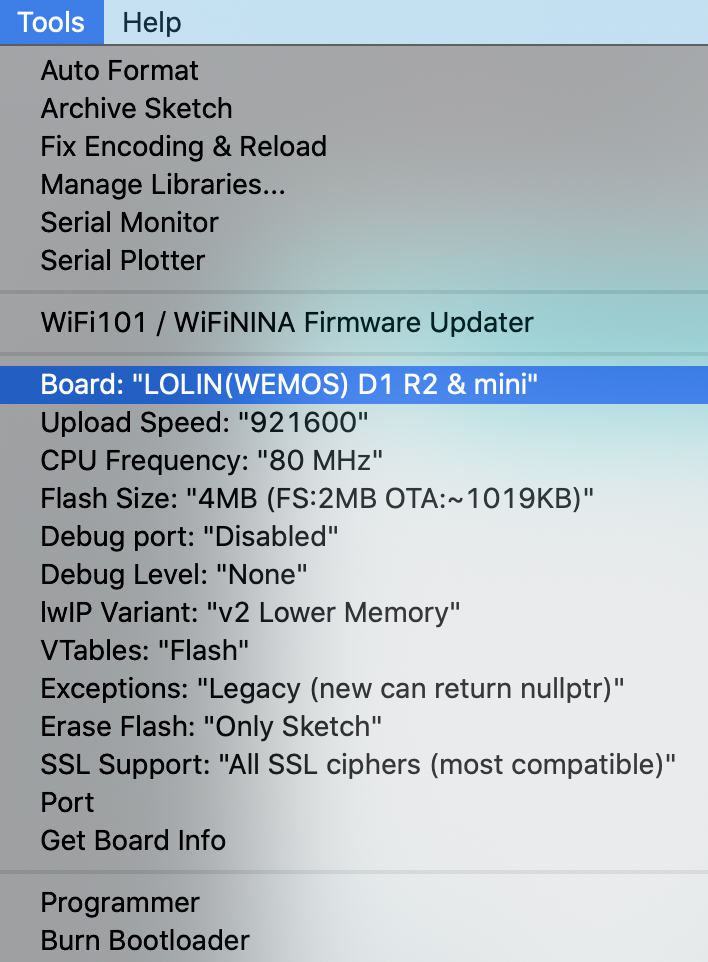 Tools Help
Auto Format
Archive Sketch
Fix Encoding & Reload
Manage Libraries...
Serial Monitor
Serial Plotter
WiFi101 / WiFiNINA Firmware Updater
Board: "LOLIN(WEMOS) D1 R2 & mini"
Upload Speed: "921600"
CPU Frequency: "80 MHz"
Flash Size: "4MB (FS:2MB OTA:~1019KB)"
Debug port: "Disabled"
Debug Level: "None"
lwIP Variant: "v2 Lower Memory"
VTables: "Flash"
Exceptions: "Legacy (new can return nullptr)"
Erase Flash: "Only Sketch"
SSL Support: "All SSL ciphers (most compatible)"
Port
Get Board Info
Programmer
Burn Bootloader